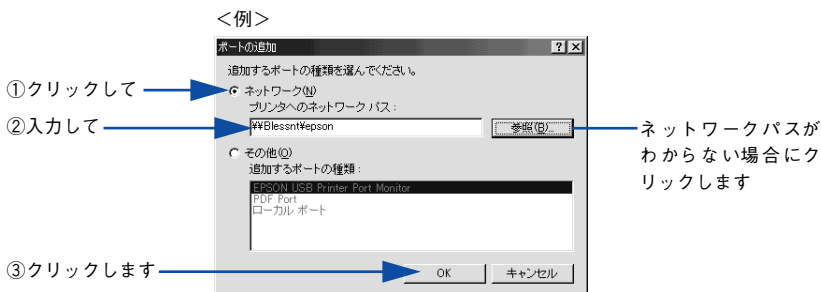 <例>
ポートの追加
追加するポートの種類を選んでください。
①クリックして
ネットワーク(N)
プリンタへのネットワーク パス:
②入力して
¥¥Blessnt¥epson
参照(B)...
ネットワークパスが
わからない場合にク
リックします
その他(O)
追加するポートの種類:
EPSON USB Printer Port Monitor
PDF Port
ローカル ポート
③クリックします
OK
キャンセル